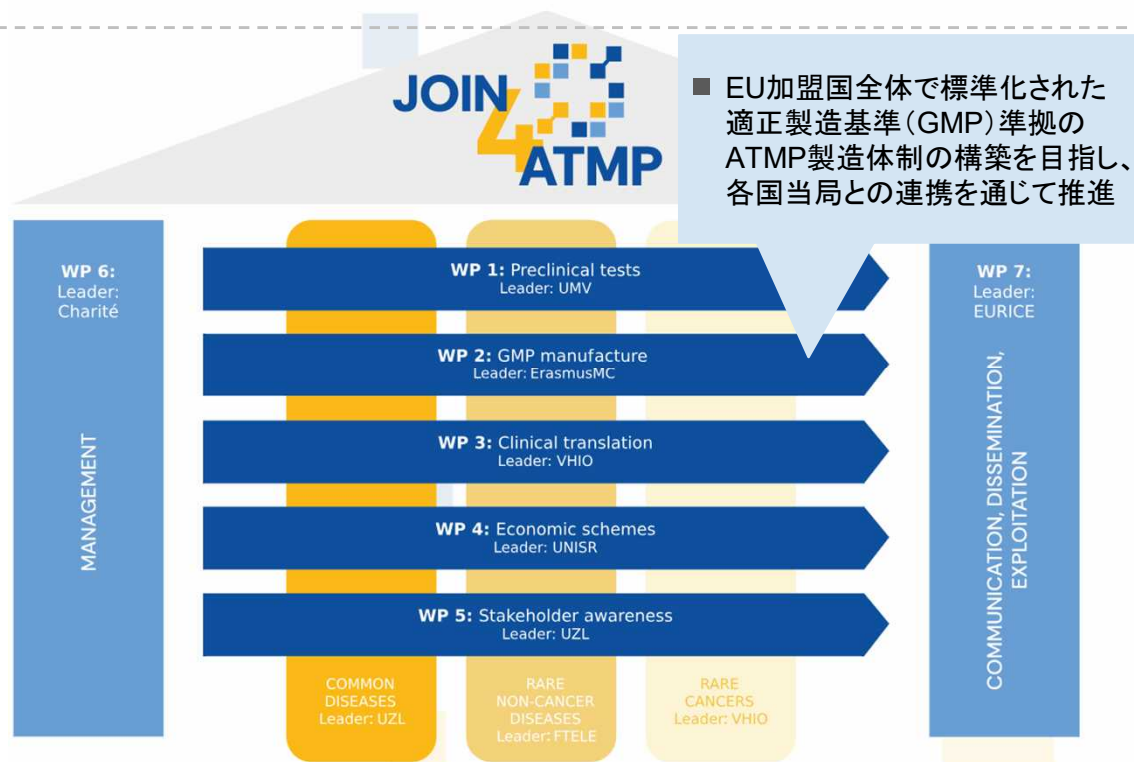 JOIN
4
ATMP
■ EU加盟国全体で標準化された
適正製造基準（GMP）準拠の
ATMP製造体制の構築を目指し、
各国当局との連携を通じて推進
WP 6:
Leader:
Charité
MANAGEMENT
WP 1: Preclinical tests
Leader: UMV
WP 2: GMP manufacture
Leader: ErasmusMC
WP 3: Clinical translation
Leader: VHIO
WP 4: Economic schemes
Leader: UNISR
WP 5: Stakeholder awareness
Leader: UZL
COMMON
DISEASES
Leader: UZL
RARE
NON-CANCER
DISEASES
Leader: FTELE
RARE
CANCERS
Leader: VHIO
WP 7:
Leader:
EURICE
COMMUNICATION, DISSEMINATION,
EXPLOITATION